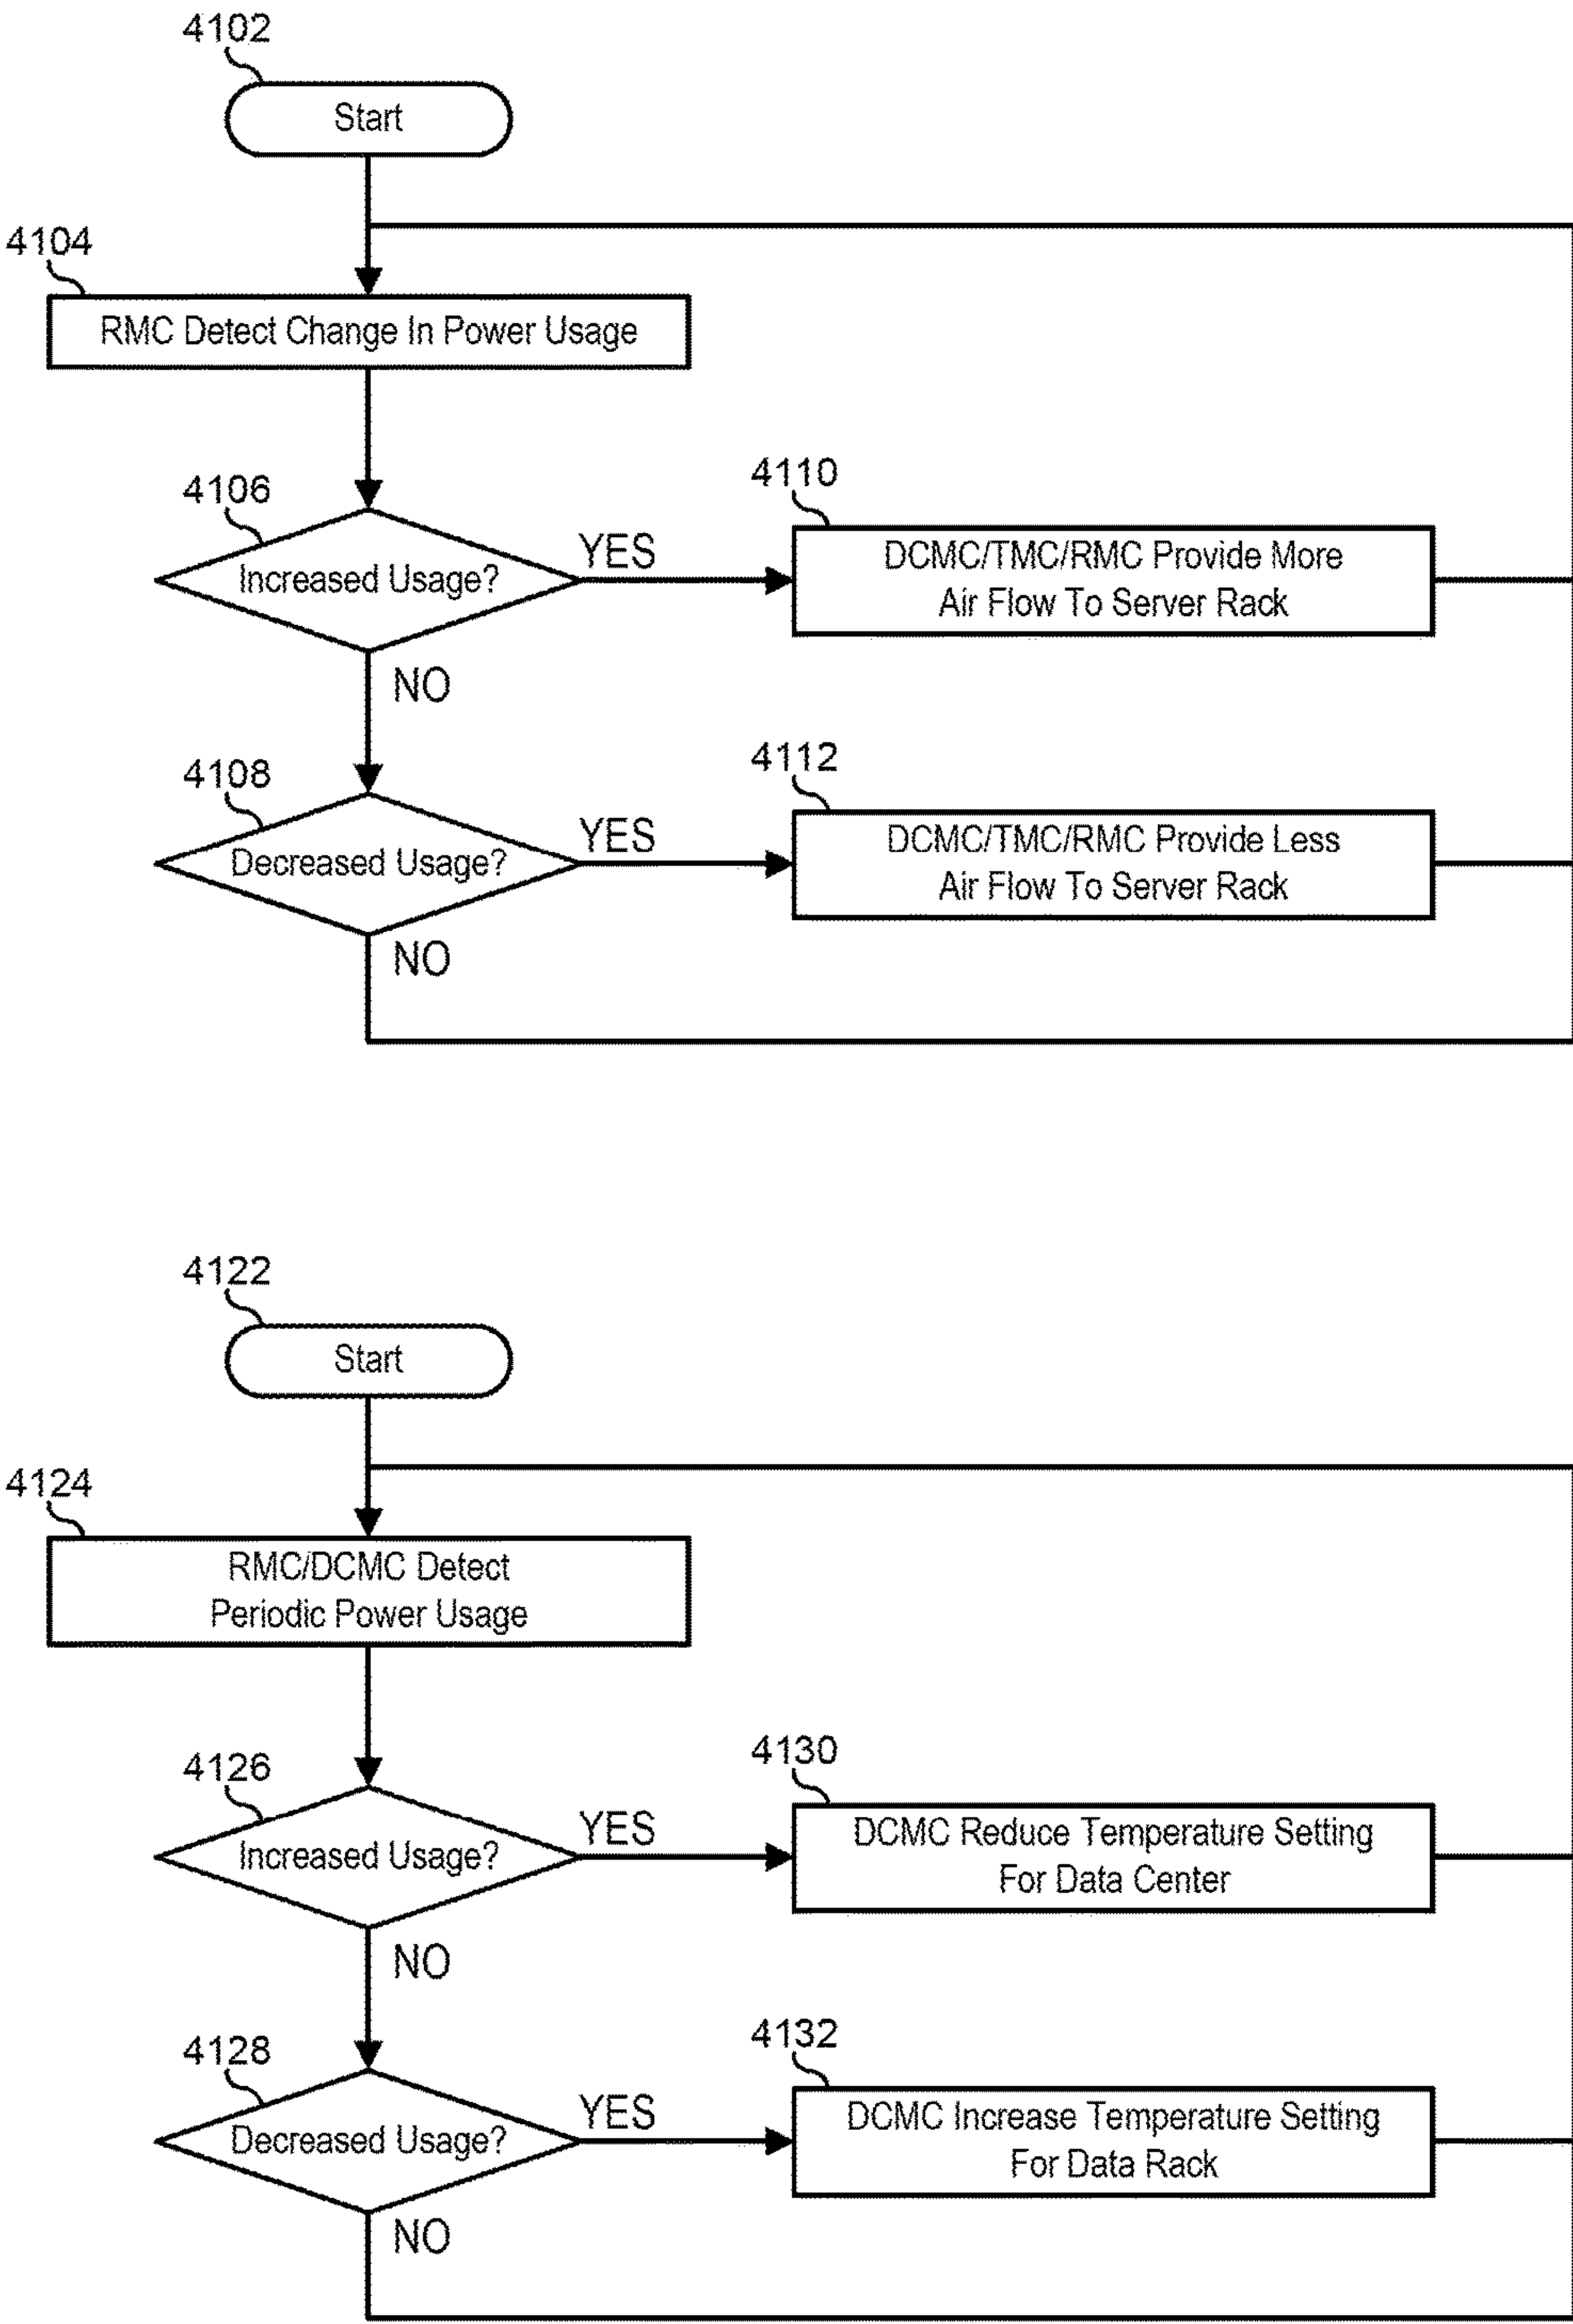 4102
Start
4104
RMC Detect Change In Power Usage
4106
Increased Usage?
YES
4110
DCMC/TMC/RMC Provide More
Air Flow To Server Rack
NO
4108
Decreased Usage?
YES
4112
DCMC/TMC/RMC Provide Less
Air Flow To Server Rack
NO
4122
Start
4124
RMC/DCMC Detect
Periodic Power Usage
4126
Increased Usage?
YES
4130
DCMC Reduce Temperature Setting
For Data Center
NO
4128
Decreased Usage?
YES
4132
DCMC Increase Temperature Setting
For Data Rack
NO